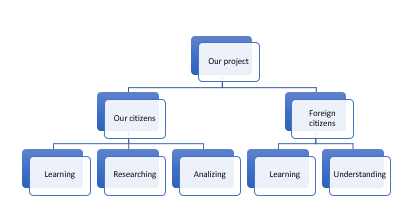 Our project
Our citizens
Foreign
citizens
Learning
Researching
Analizing
Learning
Understanding